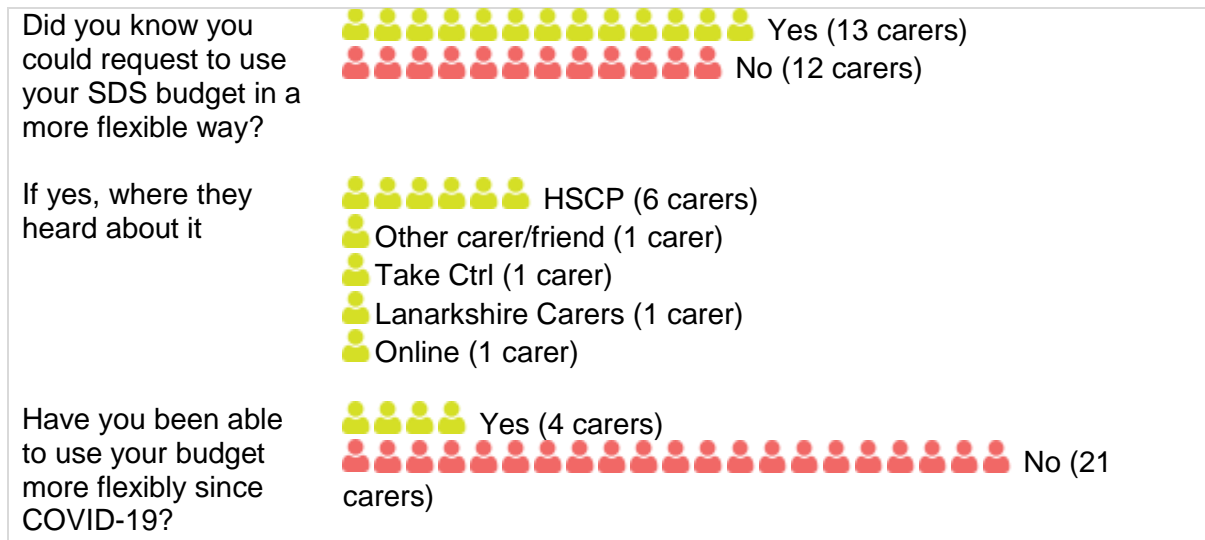 Did you know you
could request to use
your SDS budget in a
more flexible way?
Yes (13 carers)
No (12 carers)
If yes, where they
heard about it
HSCP (6 carers)
Other carer/friend (1 carer)
Take Ctrl (1 carer)
Lanarkshire Carers (1 carer)
Online (1 carer)
Have you been able
to use your budget
more flexibly since
COVID-19?
Yes (4 carers)
No (21
carers)